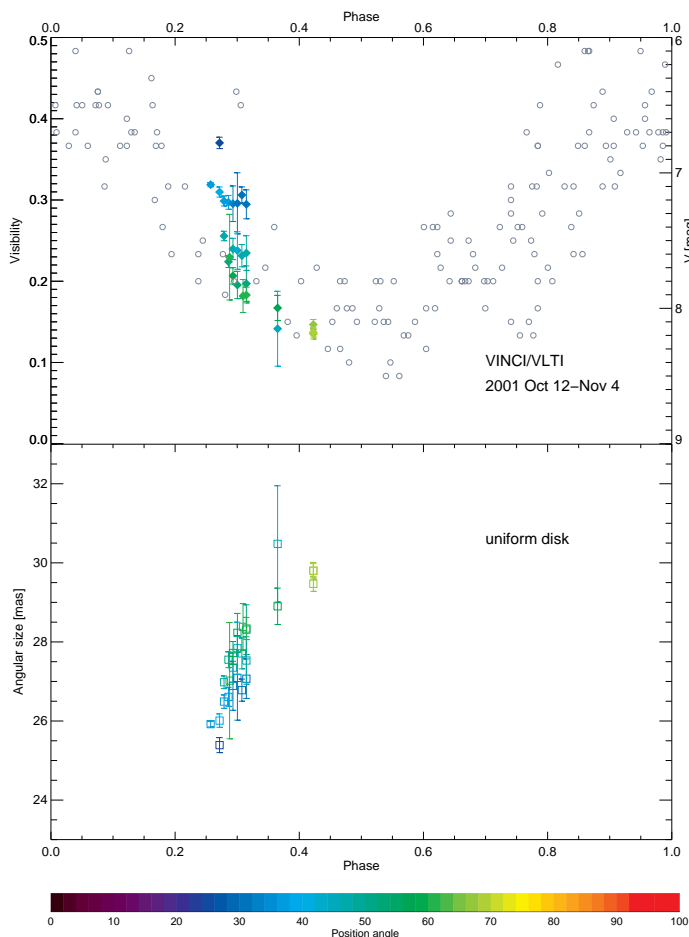 Phase
0.0 0.2 0.4 0.6 0.8 1.0
0.5 6
0.4
0.3 7
Visibility V [mag]
0.2
8
0.1
VINCI/VLTI
2001 Oct 12–Nov 4
0.0 9
32
uniform disk
30
28
Angular size [mas]
26
24
0.0 0.2 0.4 0.6 0.8 1.0
Phase
0 10 20 30 40 50 60 70 80 90 100
Position angle